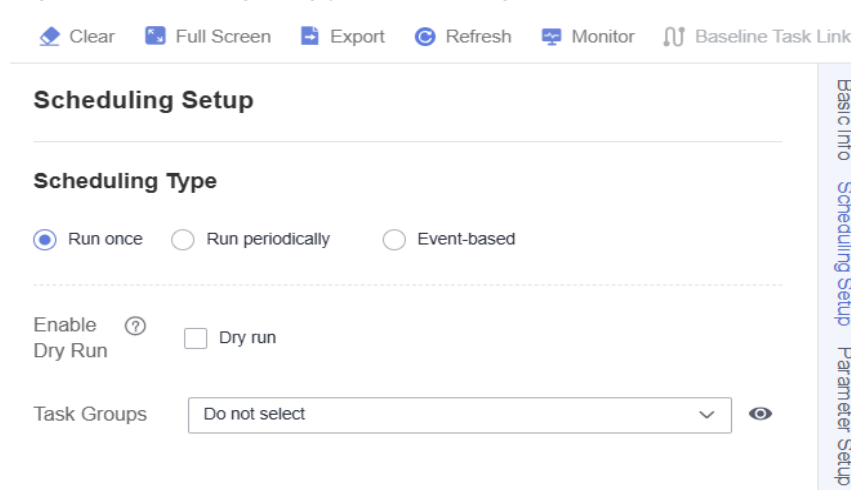 Clear Full Screen Export Refresh Monitor Baseline Task Link
Scheduling Setup
Scheduling Type
Run once Run periodically Event-based
Enable
Dry Run
Dry run
Task Groups Do not select
Basic Info
Scheduling Setup
Parameter Setup